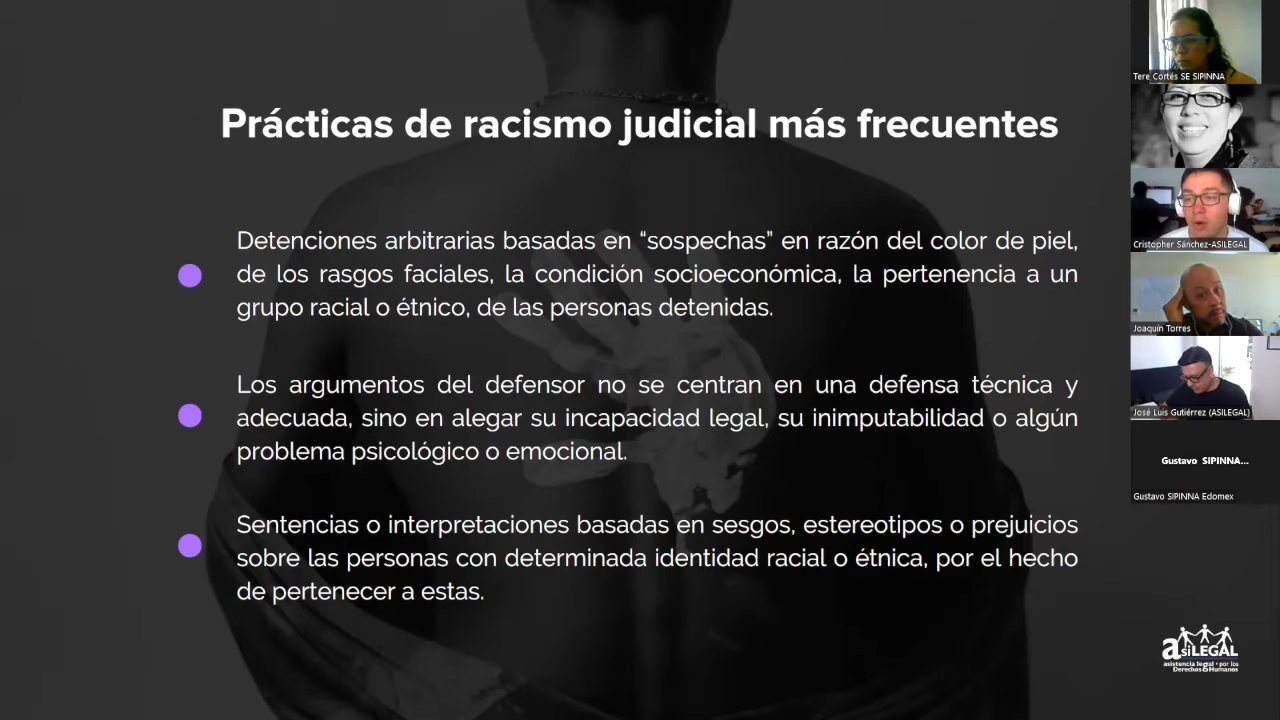 Prácticas de racismo judicial más frecuentes
Detenciones arbitrarias basadas en “sospechas” en razón del color de piel,
de los rasgos faciales, la condición socioeconómica, la pertenencia a un
grupo racial o étnico, de las personas detenidas.
Los argumentos del defensor no se centran en una defensa técnica y
adecuada, sino en alegar su incapacidad legal, su inimputabilidad o algún
problema psicológico o emocional.
Sentencias o interpretaciones basadas en sesgos, estereotipos o prejuicios
sobre las personas con determinada identidad racial o étnica, por el hecho
de pertenecer a estas.
Tere Cortés SE SIPINNA
Cristopher Sánchez-ASILEGAL
Joaquín Torres
José Luis Gutiérrez (ASILEGAL)
Gustavo SIPINNA...
Gustavo SIPINNA Edomex
asiLEGAL
asistencia legal • por los
Derechos Humanos